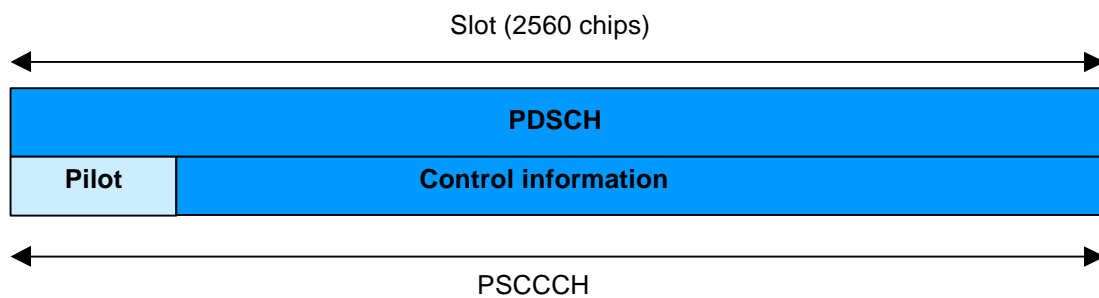 Slot (2560 chips)
PDSCH
Pilot Control information
PSCCCH